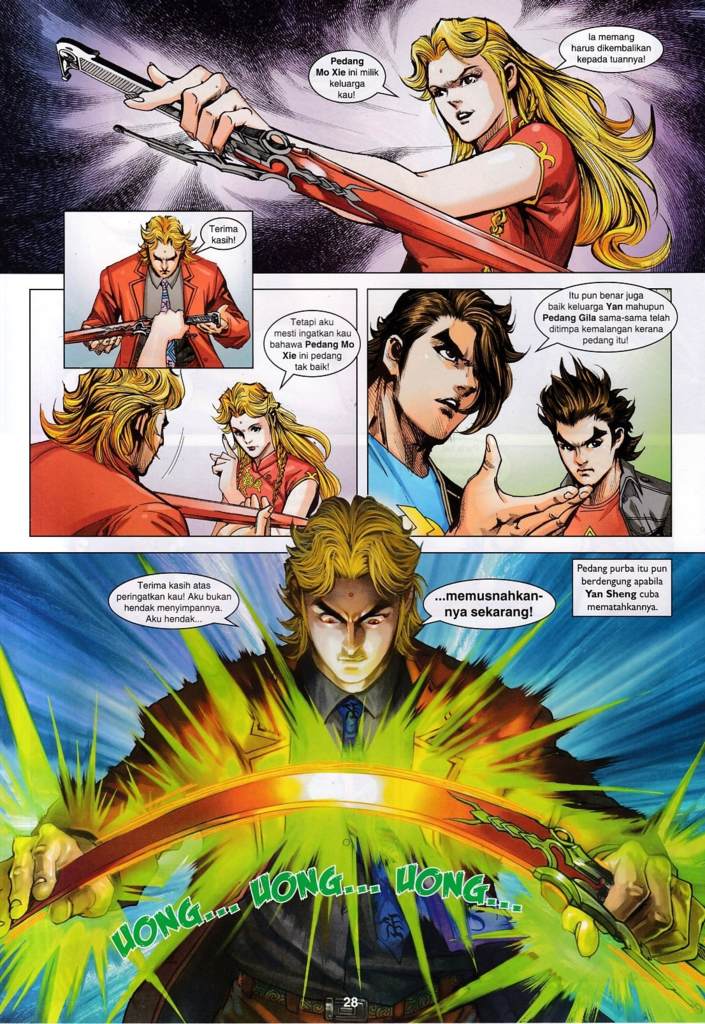 Pedang
Mo Xie ini milik
keluarga
kau!
Ia memang
harus dikembalikan
kepada tuannya!
Terima
kasih!
Tetapi aku
mesti ingatkan kau
bahawa Pedang Mo
Xie ini pedang
tak baik!
Itu pun benar juga
baik keluarga Yan mahupun
Pedang Gila sama-sama telah
ditimpa kemalangan kerana
pedang itu!
Terima kasih atas
peringatkan kau! Aku bukan
hendak menyimpannya.
Aku hendak...
...memusnahkan-
nya sekarang!
Pedang purba itu pun
berdengung apabila
Yan Sheng cuba
mematahkannya.
UONG... UONG... UONG...
28